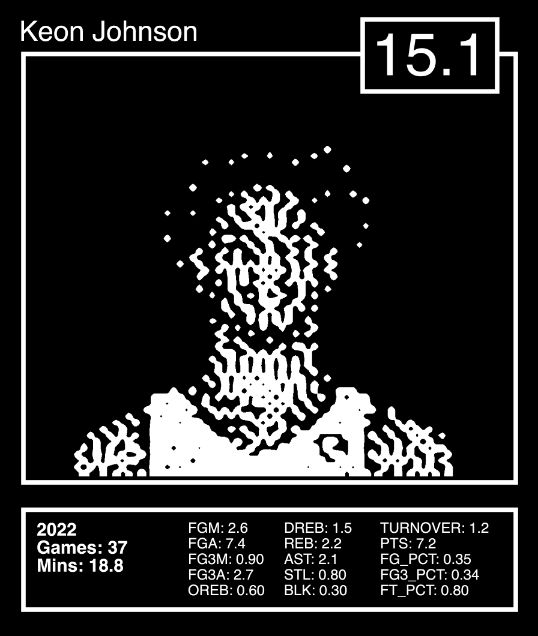 Keon Johnson
15.1
2022
Games: 37
Mins: 18.8
FGM: 2.6
FGA: 7.4
FG3M: 0.90
FG3A: 2.7
OREB: 0.60
DREB: 1.5
REB: 2.2
AST: 2.1
STL: 0.80
BLK: 0.30
TURNOVER: 1.2
PTS: 7.2
FG_PCT: 0.35
FG3_PCT: 0.34
FT_PCT: 0.80